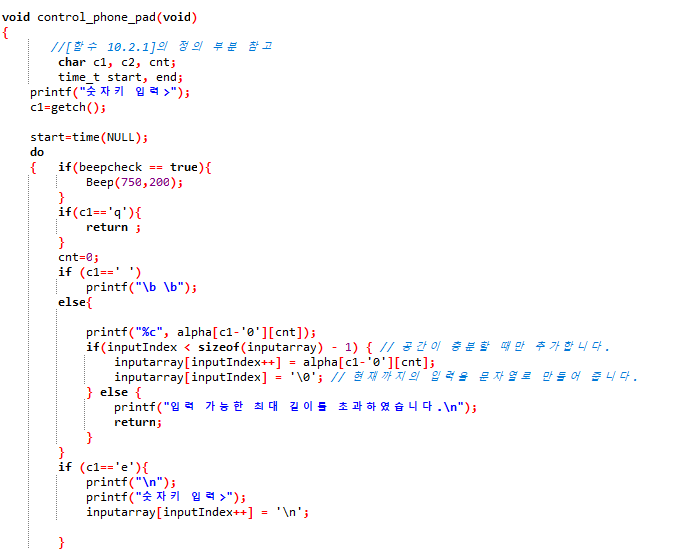 void control_phone_pad(void)
{
//[함수 10.2.1]의 정의 부분 참고
char c1, c2, cnt;
time_t start, end;
printf("숫자키 입력>");
c1=getch();
start=time(NULL);
do
{ if(beepcheck == true){
Beep(750,200);
}
if(c1=='q'){
return ;
}
cnt=0;
if (c1==' ')
printf("\b \b");
else{
printf("%c", alpha[c1-'0'][cnt]);
if(inputIndex < sizeof(inputarray) - 1) { // 공간이 충분할 때만 추가합니다.
inputarray[inputIndex++] = alpha[c1-'0'][cnt];
inputarray[inputIndex] = '\0'; // 현재까지의 입력을 문자열로 만들어 줍니다.
} else {
printf("입력 가능한 최대 길이를 초과하였습니다.\n");
return;
}
}
if (c1=='e'){
printf("\n");
printf("숫자키 입력>");
inputarray[inputIndex++] = '\n';
}